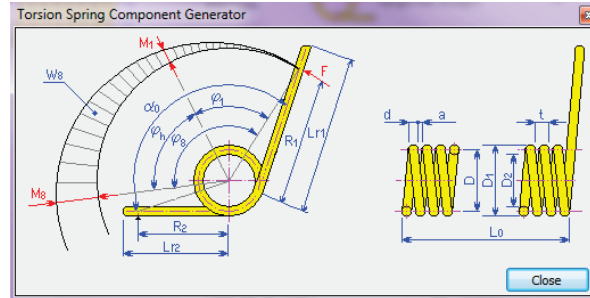 Torsion Spring Component Generator
M1
W8
α0
φ1
φh
φ8
F
R1
Lr1
M8
R2
Lr2
d
a
t
D
D1
D2
L0
Close